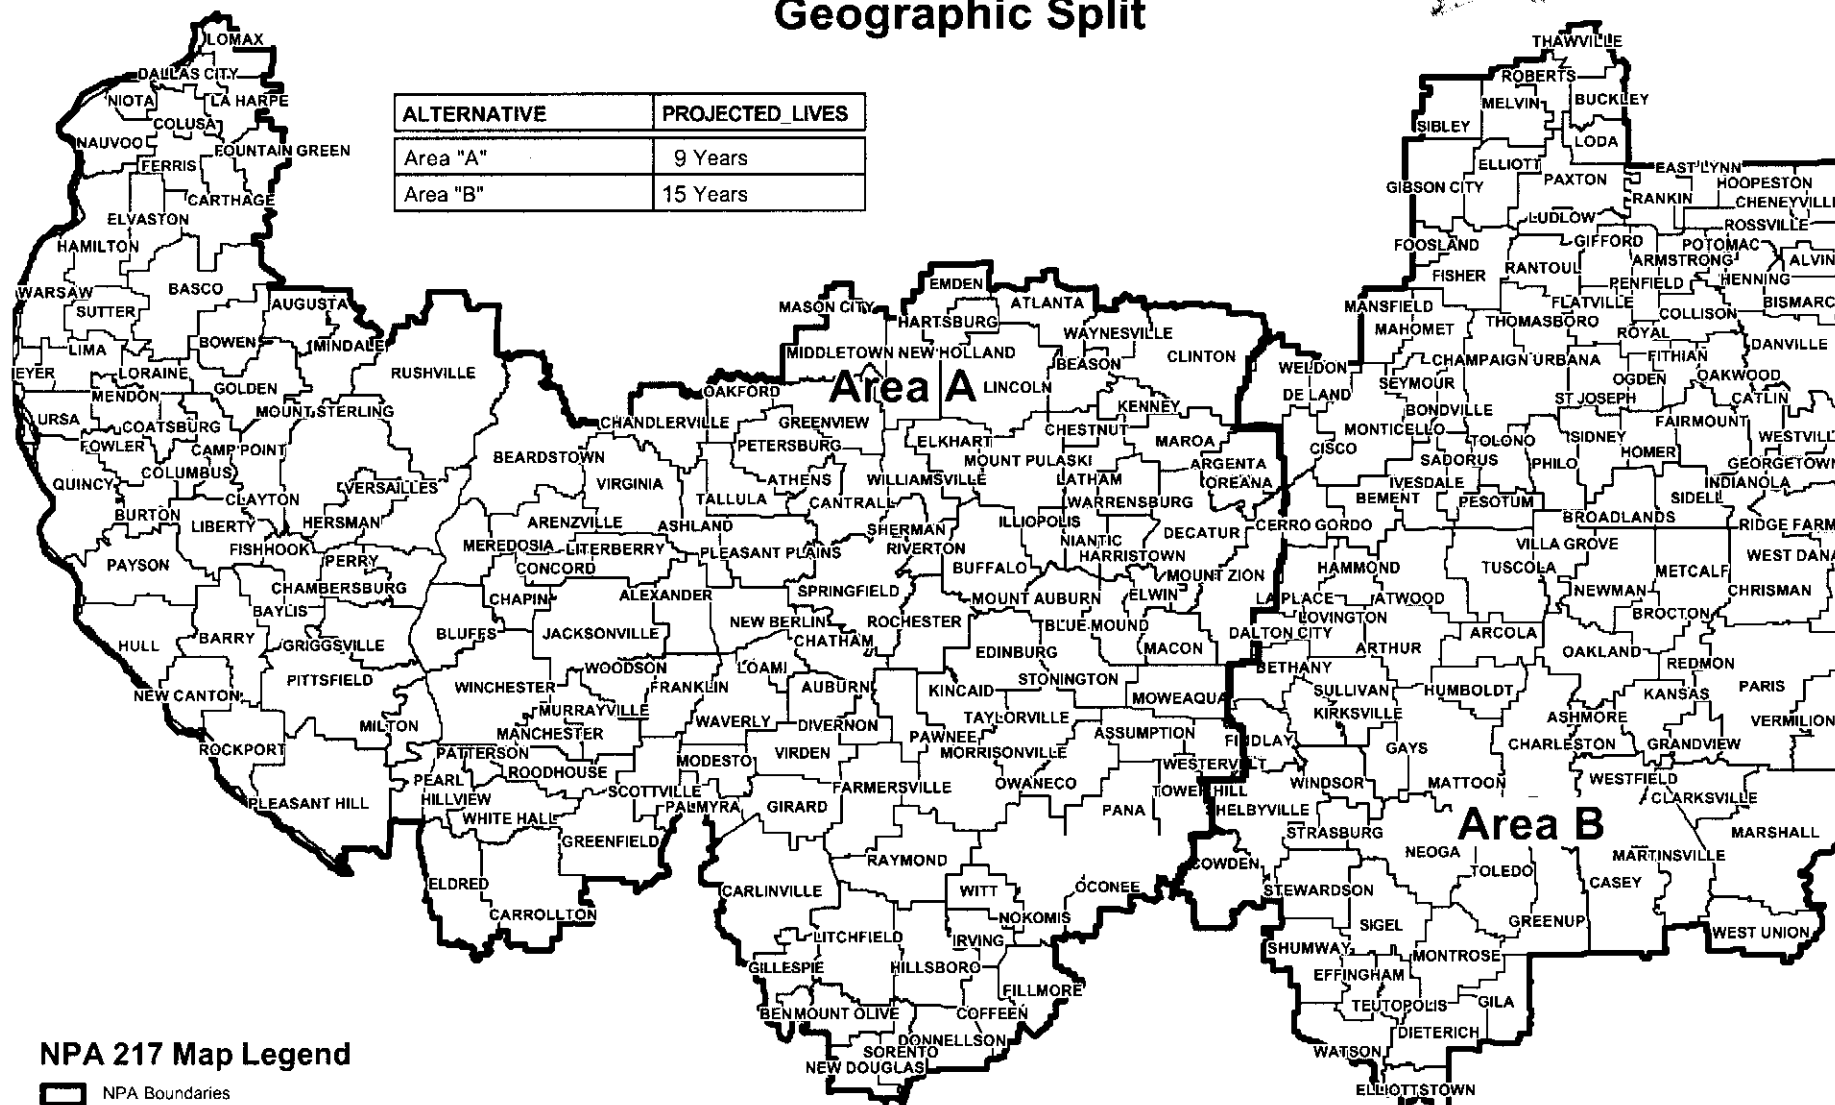 Geographic Split
ALTERNATIVE PROJECTED_LIVES
Area "A" 9 Years
Area "B" 15 Years
LOMAX
DALLAS CITY
NIOTA
LA HARPE
COLUSA
NAUVOO
FOUNTAIN GREEN
FERRIS
CARTHAGE
ELVASTON
HAMILTON
WARSAW
BASCO
SUTTER
AUGUSTA
BOWEN
MINDALE
LIMA
EYER
LORAINE
RUSHVILLE
MENDON
GOLDEN
URSA
COATSBURG
MOUNT STERLING
FOWLER
CAMP POINT
COLUMBUS
QUINCY
CLAYTON
VERSAILLES
BURTON
LIBERTY
HERSMAN
FISHHOOK
PAYSON
PERRY
CHAMBERSBURG
BAYLIS
HULL
BARRY
GRIGGSVILLE
PITTSFIELD
NEW CANTON
MILTON
ROCKPORT
PLEASANT HILL
MASON CITY
EMDEN
ATLANTA
HARTSBURG
WAYNESVILLE
MIDDLETOWN
NEW HOLLAND
BEASON
CLINTON
Area A
LINCOLN
OAKFORD
KENNEY
CHANDLERVILLE
GREENVIEW
CHESTNUT
PETERSBURG
ELKHART
MAROA
BEARDSTOWN
MOUNT PULASKI
ARGENTA
OREANA
VIRGINIA
ATHENS
WILLIAMSVILLE
LATHAM
TALLULA
CANTRALL
WARRENSBURG
ARENZVILLE
ASHLAND
SHERMAN
ILLIOPOLIS
DECATUR
MEREDOSIA
LITERBERRY
PLEASANT PLAINS
RIVERTON
NIANTIC
HARRISTOWN
CONCORD
BUFFALO
MOUNT ZION
CHAPIN
ALEXANDER
SPRINGFIELD
MOUNT AUBURN
ELWIN
BLUFFS
JACKSONVILLE
NEW BERLIN
ROCHESTER
BLUE MOUND
CHATHAM
EDINBURG
MACON
WOODSON
LOAMI
STONINGTON
WINCHESTER
FRANKLIN
AUBURN
KINCAID
MOWEAQUA
MURRAYVILLE
WAVERLY
DIVERNON
TAYLORVILLE
MANCHESTER
PAWNEE
ASSUMPTION
PATTERSON
MODESTO
VIRDEN
MORRISONVILLE
WESTERVELT
PEARL
ROODHOUSE
OWANECO
HILLVIEW
SCOTTVILLE
FARMERSVILLE
TOWER HILL
WHITE HALL
PALMYRA
GIRARD
PANA
GREENFIELD
RAYMOND
ELDRED
CARLINVILLE
WITT
OCONEE
CARROLLTON
NOKOMIS
LITCHFIELD
IRVING
GILLESPIE
HILLSBORO
FILLMORE
BEN
MOUNT OLIVE
COFFEEN
DONNELLSON
SORENTO
NEW DOUGLAS
THAWVILLE
ROBERTS
MELVIN
BUCKLEY
SIBLEY
LODA
ELLIOTT
EAST LYNN
GIBSON CITY
PAXTON
HOOPESTON
RANKIN
CHENEYVILLE
LUDLOW
ROSSVILLE
FOOSLAND
GIFFORD
POTOMAC
ARMSTRONG
ALVIN
FISHER
RANTOUL
PENFIELD
HENNING
MANSFIELD
FLATVILLE
BISMARC
COLLISON
MAHOMET
THOMASBORO
ROYAL
DANVILLE
WELDON
CHAMPAIGN
URBANA
FITHIAN
SEYMOUR
OGDEN
OAKWOOD
DE LAND
ST JOSEPH
CATLIN
BONDVILLE
FAIRMOUNT
MONTICELLO
TOLONO
SIDNEY
WESTVILL
CISCO
SADORUS
PHILO
HOMER
GEORGETOWN
IVESDALE
INDIANOLA
BEMENT
PESOTUM
SIDELL
CERRO GORDO
BROADLANDS
RIDGE FARM
VILLA GROVE
WEST DANA
HAMMOND
TUSCOLA
METCALF
NEWMAN
CHRISMAN
LA PLACE
ATWOOD
LOVINGTON
BROCTON
DALTON CITY
ARCOLA
ARTHUR
OAKLAND
BETHANY
REDMON
SULLIVAN
HUMBOLDT
KANSAS
PARIS
KIRKSVILLE
ASHMORE
VERMILION
FINDLAY
GAYS
CHARLESTON
GRANDVIEW
WINDSOR
MATTOON
WESTFIELD
CLARKSVILLE
SHELBYVILLE
STRASBURG
Area B
MARSHALL
NEOGA
MARTINSVILLE
COWDEN
TOLEDO
STEWARDSON
CASEY
SIGEL
GREENUP
WEST UNION
SHUMWAY
MONTROSE
EFFINGHAM
TEUTOPOLIS
GILA
DIETERICH
WATSON
ELLIOTTSTOWN
NPA 217 Map Legend
NPA Boundaries